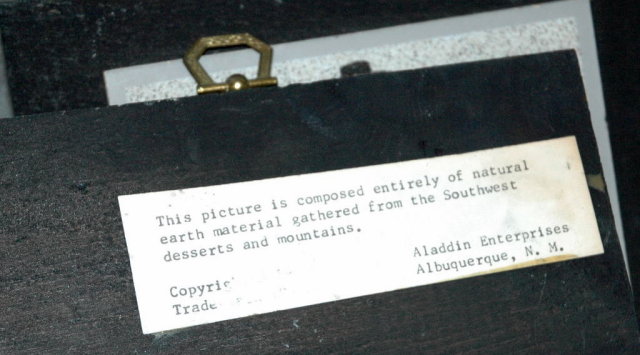 This picture is composed entirely of natural
earth material gathered from the Southwest
desserts and mountains.
Aladdin Enterprises
Albuquerque, N. M.
Trade